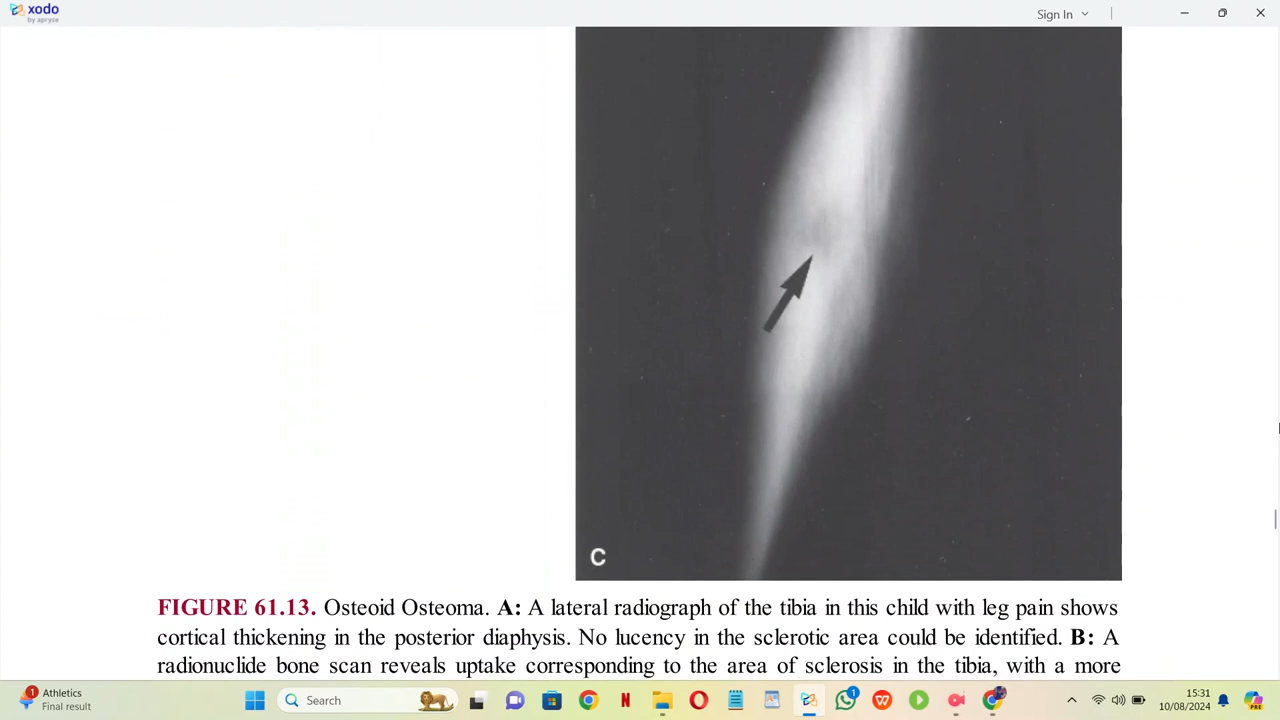 xodo
by apryse
Sign In
C
FIGURE 61.13. Osteoid Osteoma. A: A lateral radiograph of the tibia in this child with leg pain shows
cortical thickening in the posterior diaphysis. No lucency in the sclerotic area could be identified. B: A
radionuclide bone scan reveals uptake corresponding to the area of sclerosis in the tibia, with a more
1
Athletics
Final result
Search
1
15:31
10/08/2024
PRE